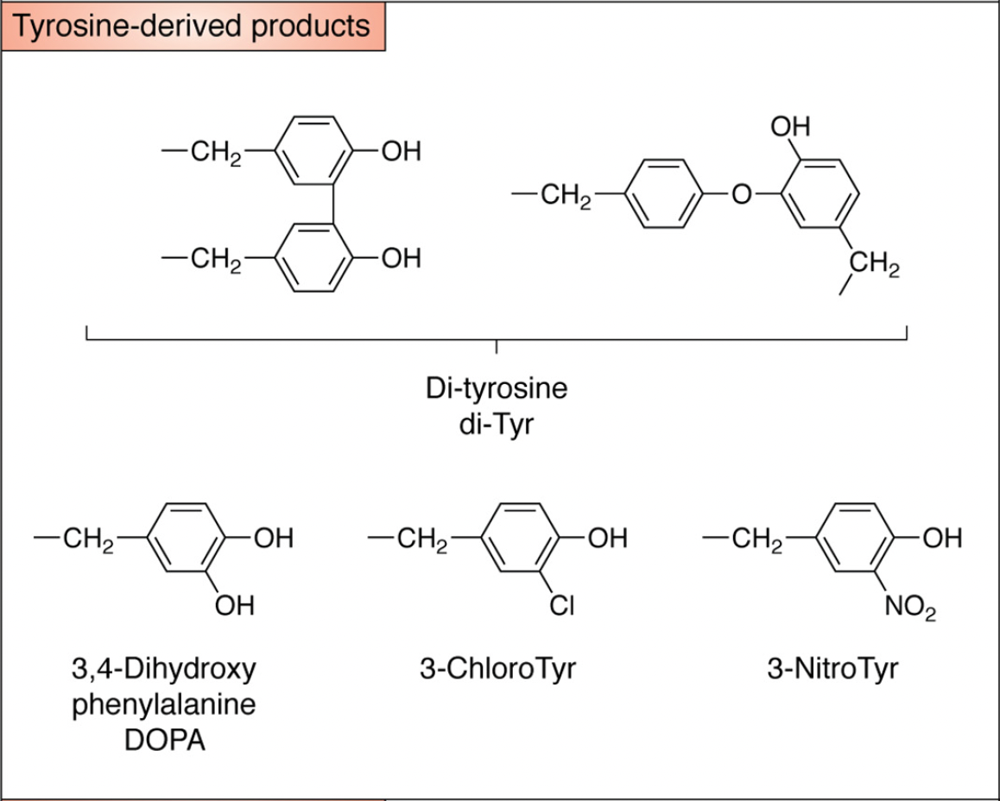 Tyrosine-derived products
OH
—CH₂ OH
OH
—CH₂ O
—CH₂ OH
CH₂
Di-tyrosine
di-Tyr
—CH₂ OH
OH
—CH₂ OH
Cl
—CH₂ OH
NO₂
3,4-Dihydroxy
phenylalanine
DOPA
3-ChloroTyr
3-NitroTyr